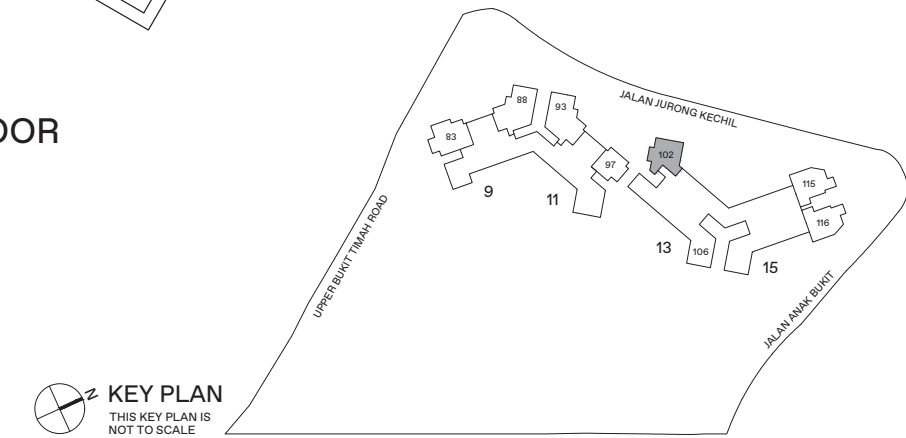 OOR
JALAN JURONG KECHIL
88
93
83
102
97
115
9
11
116
13
106
15
UPPER BUKIT TIMAH ROAD
JALAN ANAK BUKIT
N
KEY PLAN
THIS KEY PLAN IS
NOT TO SCALE